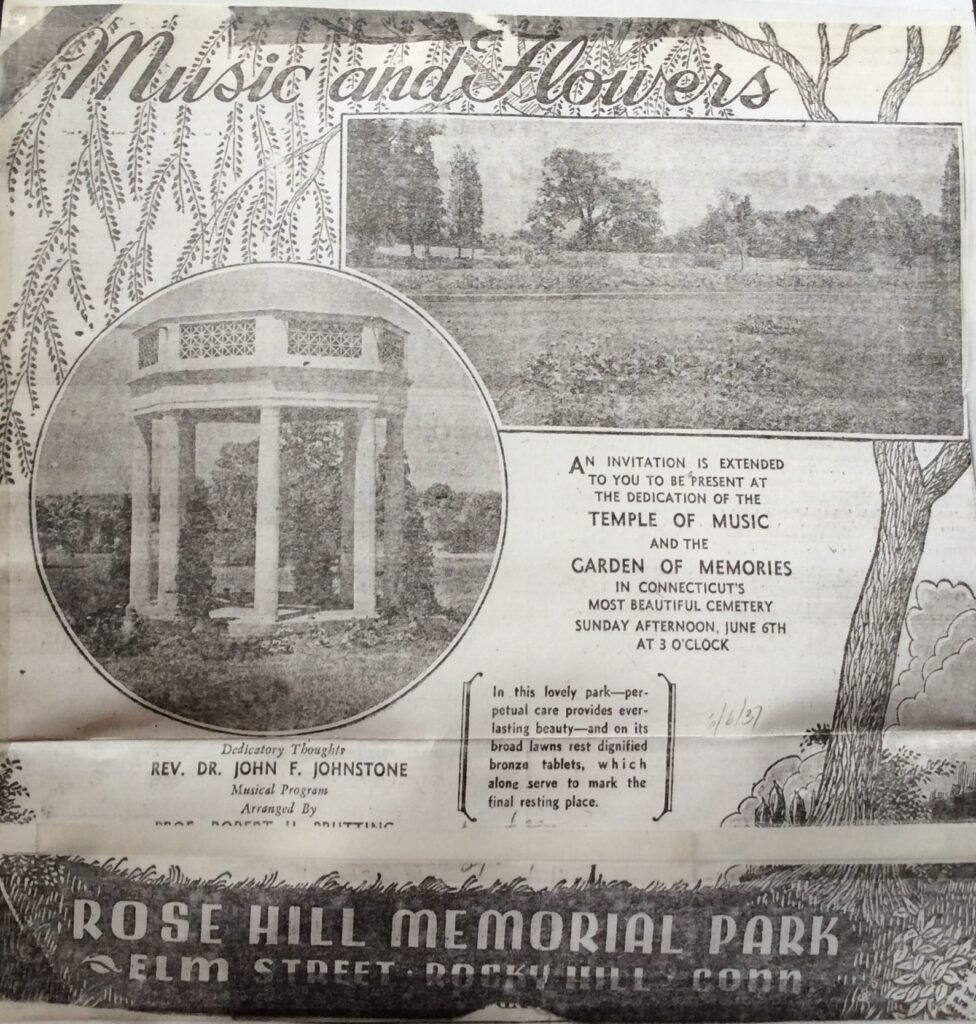 Music and Flowers
AN INVITATION IS EXTENDED
TO YOU TO BE PRESENT AT
THE DEDICATION OF THE
TEMPLE OF MUSIC
AND THE
GARDEN OF MEMORIES
IN CONNECTICUT'S
MOST BEAUTIFUL CEMETERY
SUNDAY AFTERNOON, JUNE 6TH
AT 3 O'CLOCK
In this lovely park—per-
petual care provides ever-
lasting beauty—and on its
broad lawns rest dignified
bronze tablets, which
alone serve to mark the
final resting place.
6/6/37
Dedicatory Thoughts
REV. DR. JOHN F. JOHNSTONE
Musical Program
Arranged By
PROF. ROBERT H. PRUTTING
ROSE HILL MEMORIAL PARK
ELM STREET · ROCKY HILL · CONN.